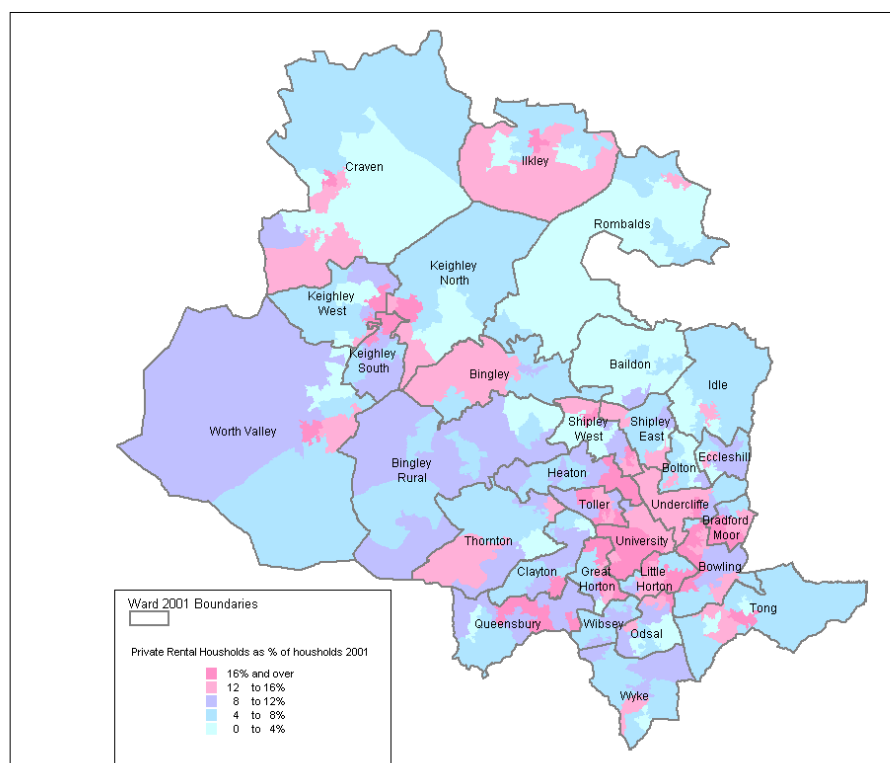 Craven
Ilkley
Rombalds
Keighley
North
Keighley
West
Keighley
South
Bingley
Baildon
Idle
Worth Valley
Shipley
West
Shipley
East
Eccleshill
Bolton
Bingley
Rural
Heaton
Toller
Undercliffe
Bradford
Moor
Thornton
University
Clayton
Great
Horton
Little
Horton
Bowling
Tong
Queensbury
Wibsey
Odsal
Wyke
Ward 2001 Boundaries
Private Rental Housholds as % of housholds 2001
16% and over
12 to 16%
8 to 12%
4 to 8%
0 to 4%